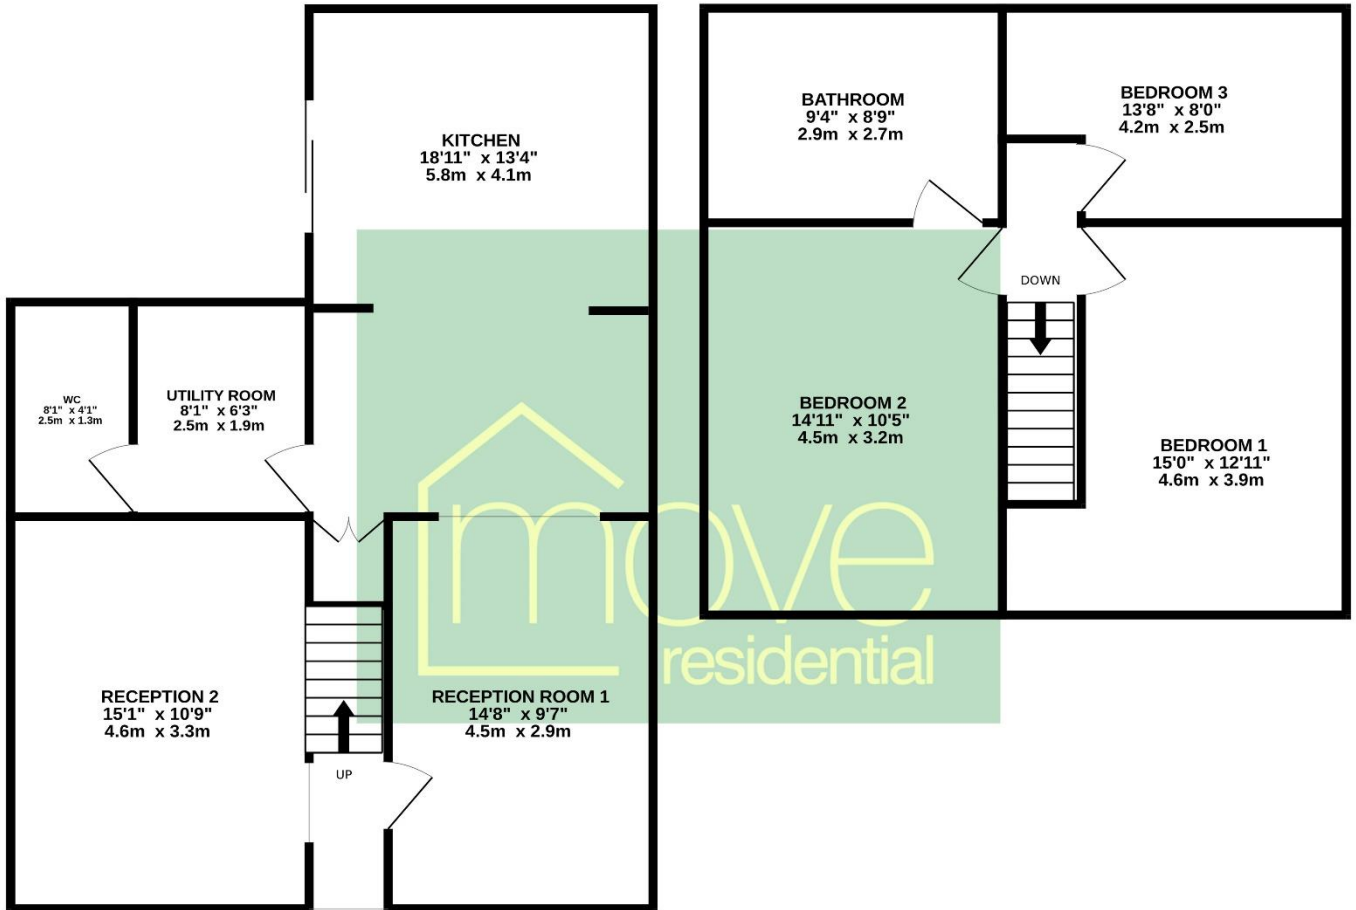 KITCHEN
18'11" x 13'4"
5.8m x 4.1m
WC
8'1" x 4'1"
2.5m x 1.3m
UTILITY ROOM
8'1" x 6'3"
2.5m x 1.9m
RECEPTION 2
15'1" x 10'9"
4.6m x 3.3m
UP
RECEPTION ROOM 1
14'8" x 9'7"
4.5m x 2.9m
BATHROOM
9'4" x 8'9"
2.9m x 2.7m
BEDROOM 3
13'8" x 8'0"
4.2m x 2.5m
DOWN
BEDROOM 2
14'11" x 10'5"
4.5m x 3.2m
BEDROOM 1
15'0" x 12'11"
4.6m x 3.9m
move
residential